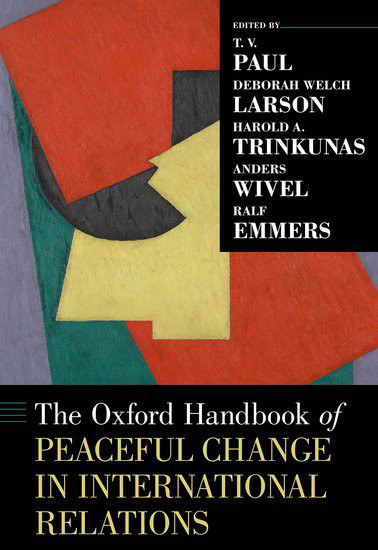 EDITED BY
T. V.
PAUL
DEBORAH WELCH
LARSON
HAROLD A.
TRINKUNAS
ANDERS
WIVEL
RALF
EMMERS
The Oxford Handbook of
PEACEFUL CHANGE
IN INTERNATIONAL
RELATIONS